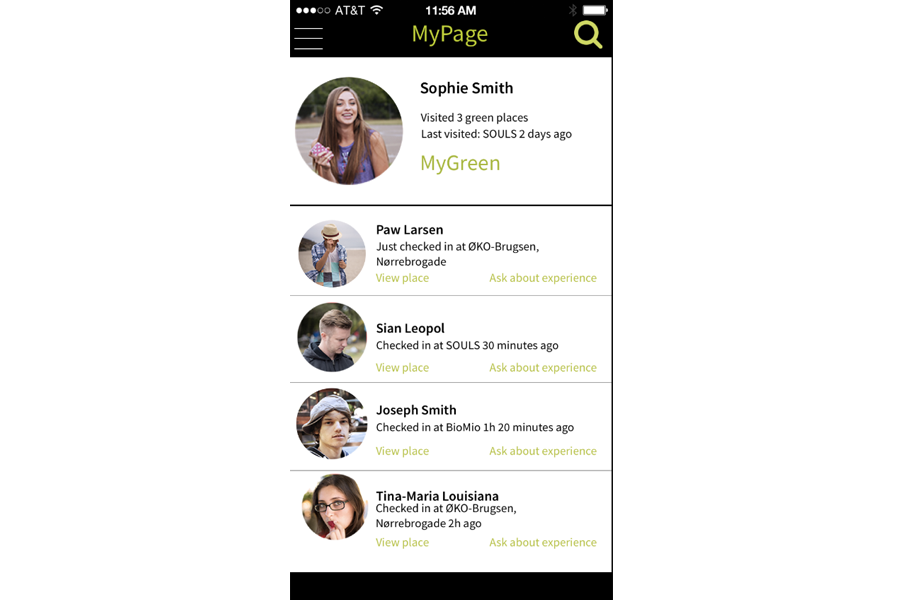 AT&T 11:56 AM
MyPage
Sophie Smith
Visited 3 green places
Last visited: SOULS 2 days ago
MyGreen
Paw Larsen
Just checked in at ØKO-Brugsen,
Nørrebrogade
View place Ask about experience
Sian Leopol
Checked in at SOULS 30 minutes ago
View place Ask about experience
Joseph Smith
Checked in at BioMio 1h 20 minutes ago
View place Ask about experience
Tina-Maria Louisiana
Checked in at ØKO-Brugsen,
Nørrebrogade 2h ago
View place Ask about experience